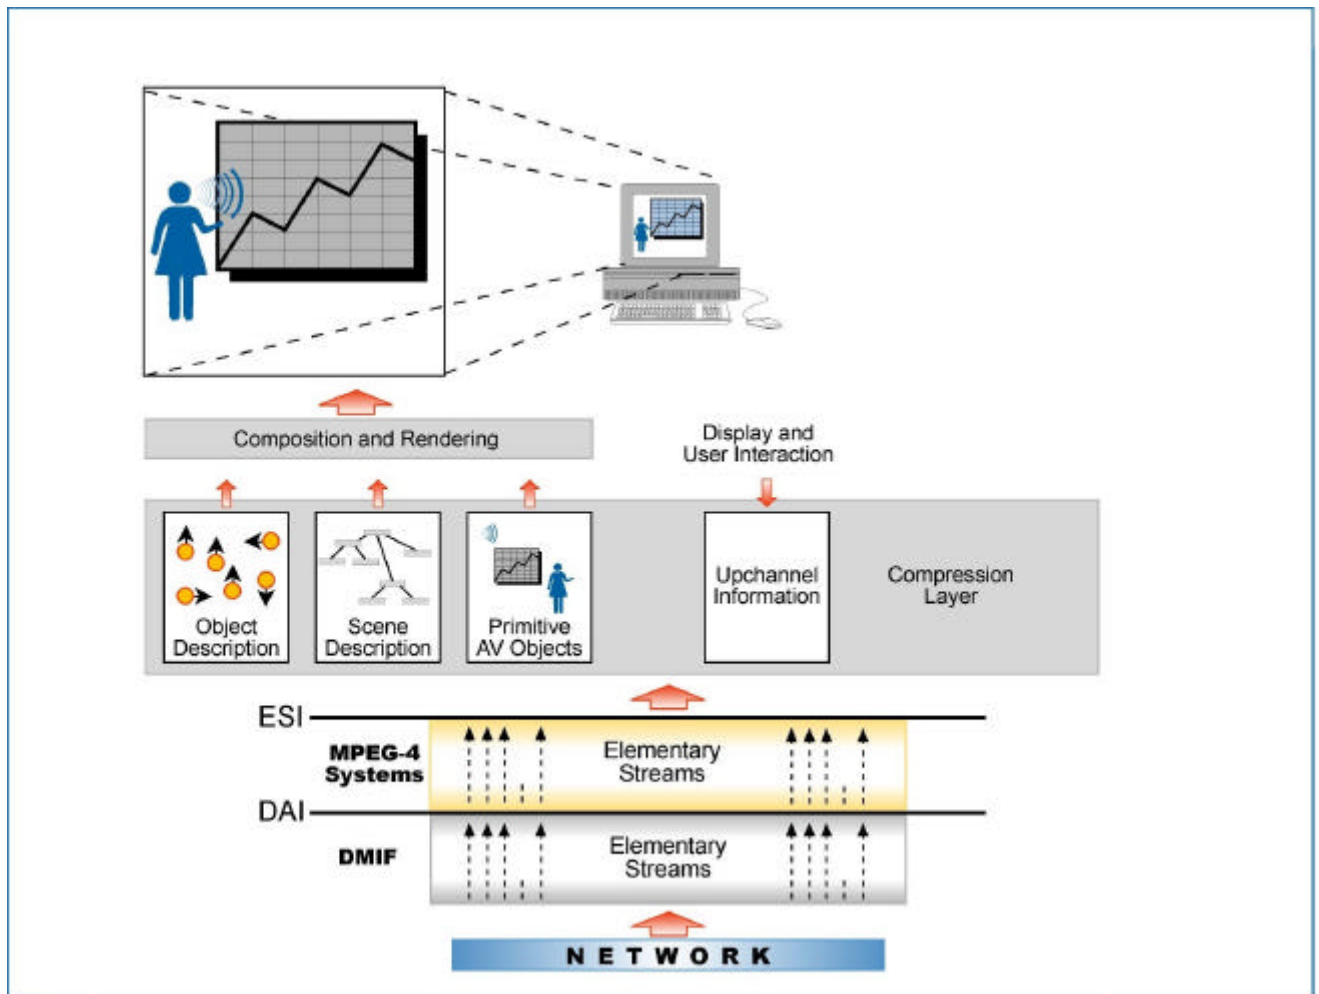 Composition and Rendering
Display and
User Interaction
Object
Description
Scene
Description
Primitive
AV Objects
Upchannel
Information
Compression
Layer
ESI
MPEG-4
Systems
Elementary
Streams
DAI
DMIF
Elementary
Streams
NETWORK